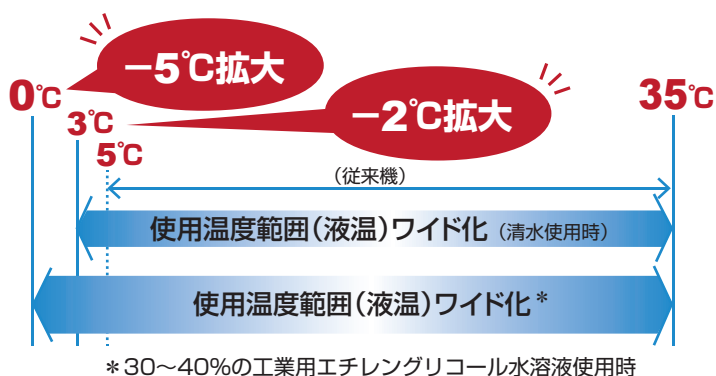 −5℃拡大
0℃
3℃
−2℃拡大
35℃
5℃
(従来機)
使用温度範囲(液温)ワイド化 (清水使用時)
使用温度範囲(液温)ワイド化*
*30〜40%の工業用エチレングリコール水溶液使用時